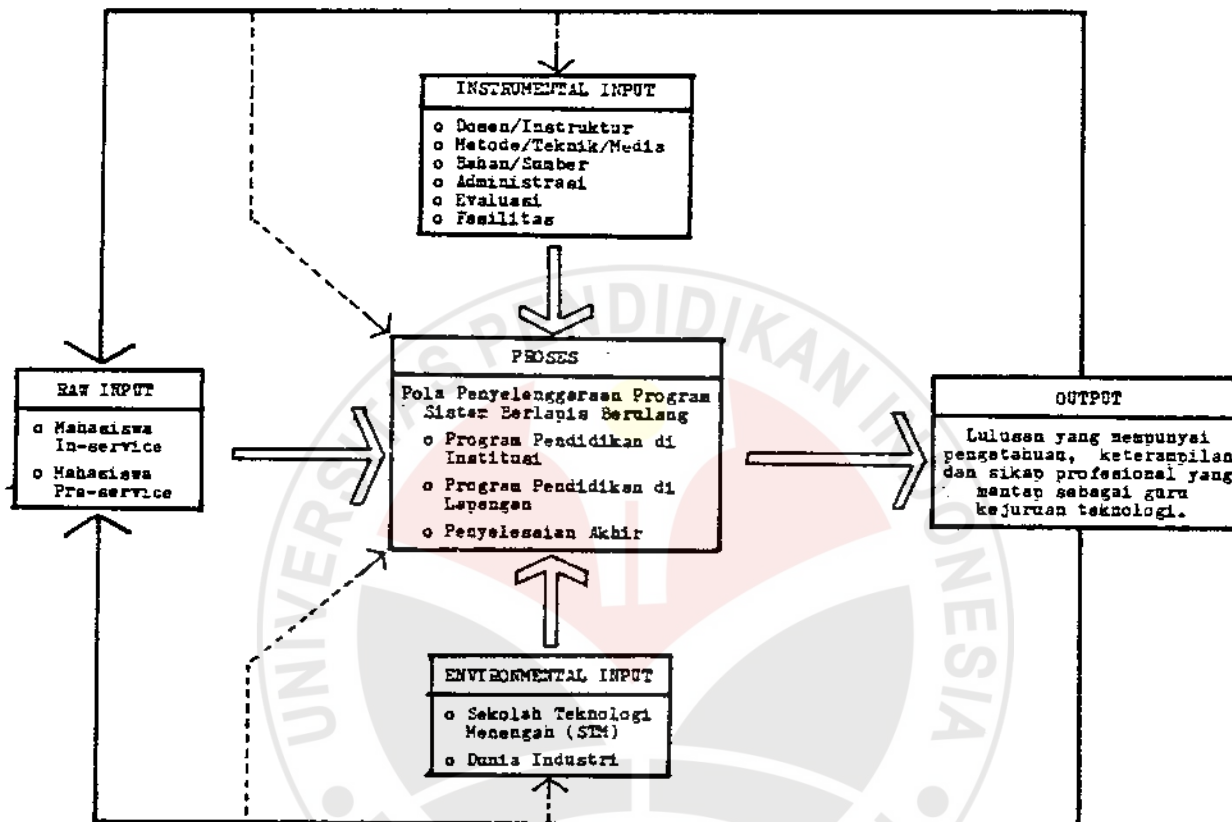 INSTRUMENTAL INPUT
o Dosen/Instruktur
o Metode/Teknik/Media
o Bahan/Sumber
o Administrasi
o Evaluasi
o Fasilitas
RAW INPUT
o Mahasiswa
In-service
o Mahasiswa
Pre-service
PROSES
Pola Penyelenggaraan Program
Sistem Berlapis Berulang
o Program Pendidikan di
Institusi
o Program Pendidikan di
Lapangan
o Penyelesaian Akhir
OUTPUT
Lulusan yang mempunyai
pengetahuan, keterampilan
dan sikap profesional yang
mantap sebagai guru
kejuruan teknologi.
ENVIRONMENTAL INPUT
o Sekolah Teknologi
Menengah (STM)
o Dunia Industri
UNIVERSITAS PENDIDIKAN INDONESIA